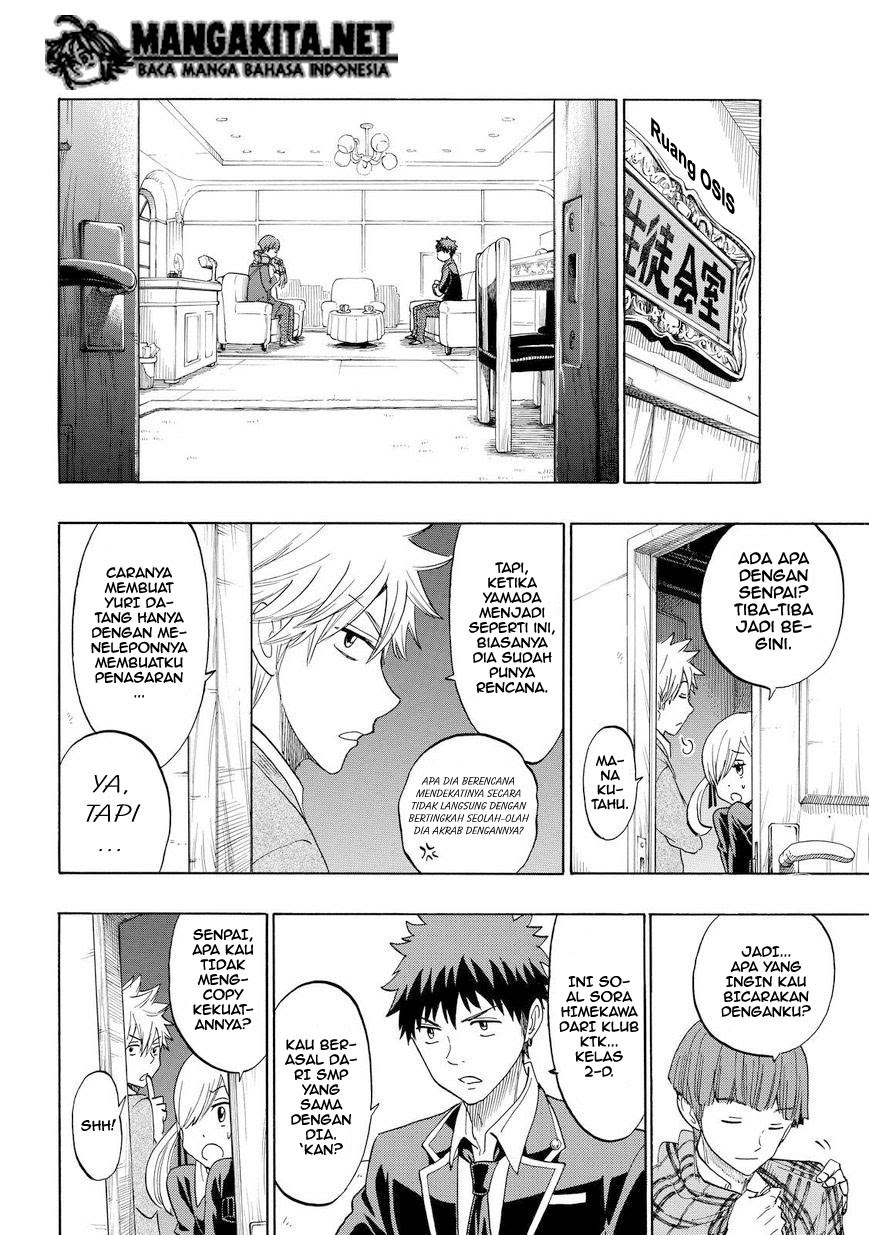 MANGAKITA.NET
BACA MANGA BAHASA INDONESIA
Ruang OSIS
生徒会室
ADA APA
DENGAN
SENPAI?
TIBA-TIBA
JADI BE-
GINI.
MA-
NA
KU-
TAHU.
TAPI,
KETIKA
YAMADA
MENJADI
SEPERTI INI,
BIASANYA
DIA SUDAH
PUNYA
RENCANA.
APA DIA BERENCANA
MENDEKATINYA SECARA
TIDAK LANGSUNG DENGAN
BERTINGKAH SEOLAH-OLAH
DIA AKRAB DENGANNYA?
CARANYA
MEMBUAT
YURI DA-
TANG HANYA
DENGAN ME-
NELEPONNYA
MEMBUATKU
PENASARAN
...
YA,
TAPI
...
JADI...
APA YANG
INGIN KAU
BICARAKAN
DENGANKU?
INI SO-
AL SORA
HIMEKAWA
DARI KLUB
KTK...
KELAS
2-D.
KAU BER-
ASAL DA-
RI SMP
YANG
SAMA
DENGAN
DIA.
'KAN?
SENPAI,
APA KAU
TIDAK
MENG-
COPY
KEKUAT-
ANNYA?
SHH!